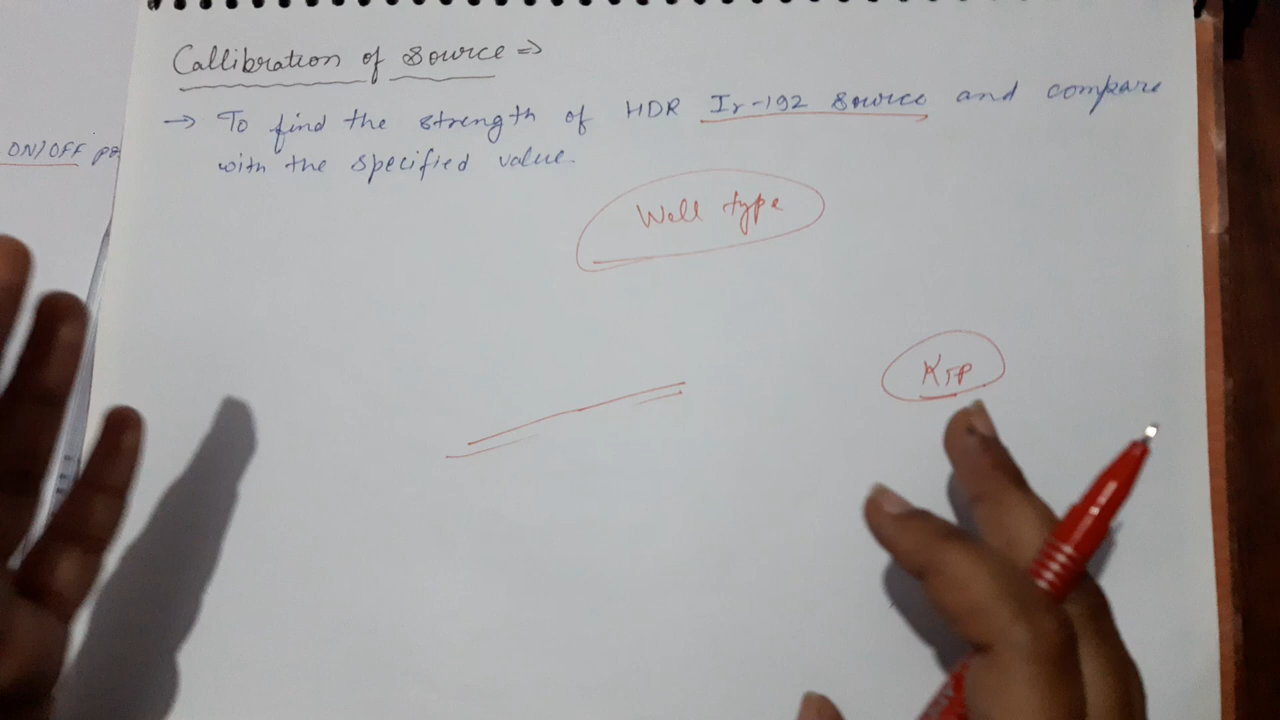 Callibration of source ⇒
→ To find the strength of HDR Ir-192 source and compare
with the specified value.
ON/OFF
Well type
KTP